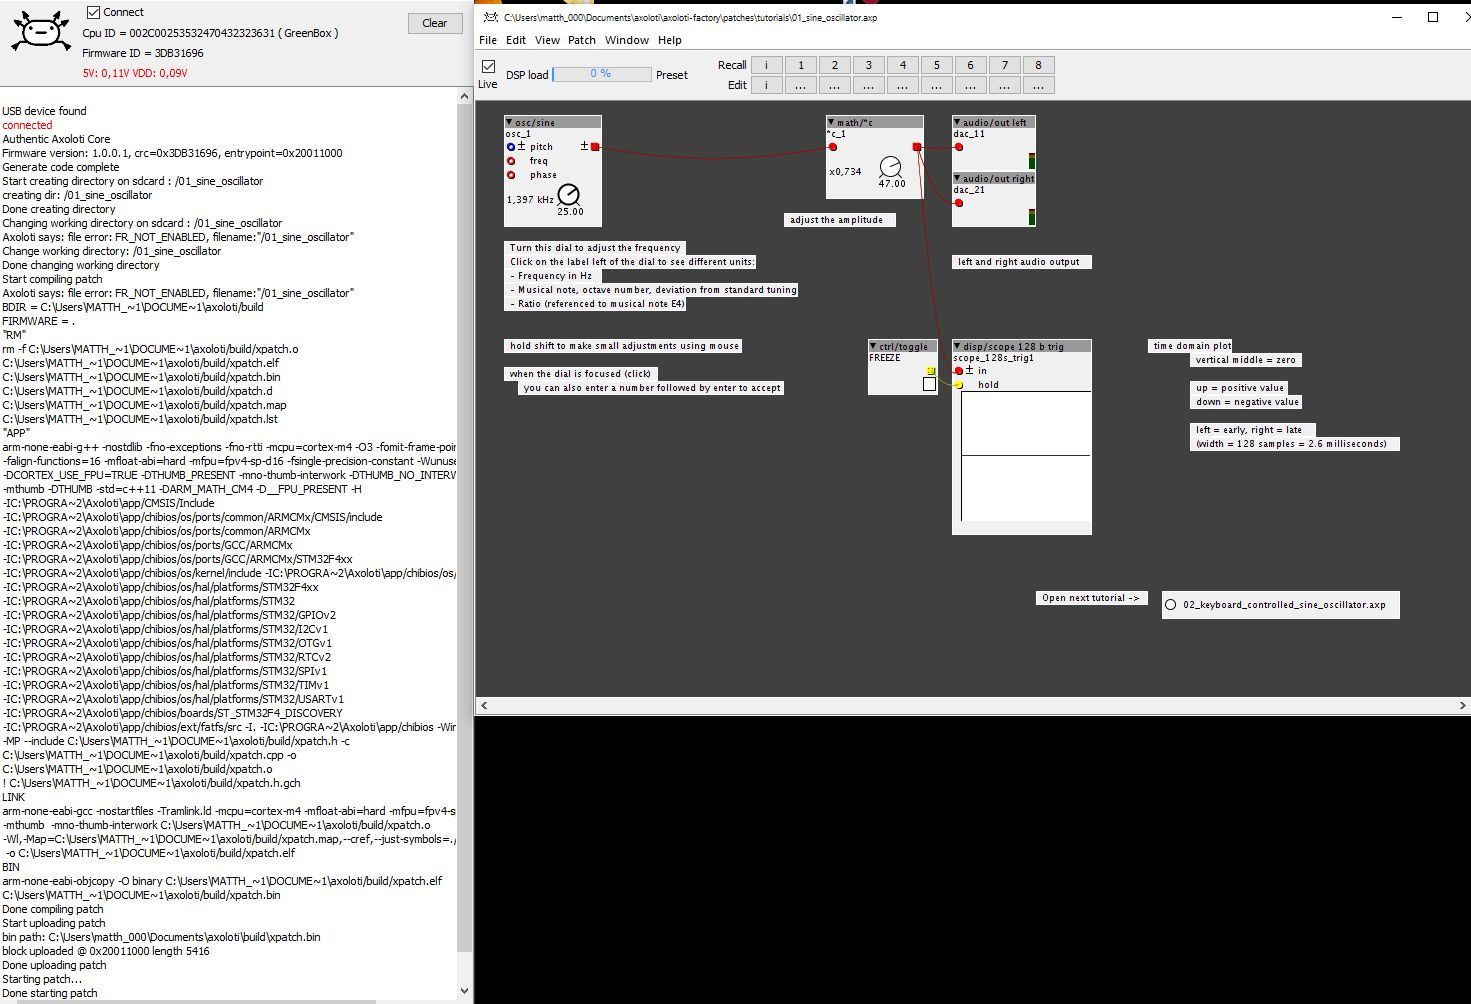 Connect
Cpu ID = 002C00253532470432323631 ( GreenBox )
Firmware ID = 3DB31696
5V: 0,11V VDD: 0,09V
Clear
USB device found
connected
Authentic Axoloti Core
Firmware version: 1.0.0.1, crc=0x3DB31696, entrypoint=0x20011000
Generate code complete
Start creating directory on sdcard : /01_sine_oscillator
creating dir: /01_sine_oscillator
Done creating directory
Changing working directory on sdcard : /01_sine_oscillator
Axoloti says: file error: FR_NOT_ENABLED, filename:"/01_sine_oscillator"
Change working directory: /01_sine_oscillator
Done changing working directory
Start compiling patch
Axoloti says: file error: FR_NOT_ENABLED, filename:"/01_sine_oscillator"
BDIR = C:\Users\MATTH_~1\DOCUME~1\axoloti/build
FIRMWARE = .
"RM"
rm -f C:\Users\MATTH_~1\DOCUME~1\axoloti/build/xpatch.o
C:\Users\MATTH_~1\DOCUME~1\axoloti/build/xpatch.elf
C:\Users\MATTH_~1\DOCUME~1\axoloti/build/xpatch.bin
C:\Users\MATTH_~1\DOCUME~1\axoloti/build/xpatch.d
C:\Users\MATTH_~1\DOCUME~1\axoloti/build/xpatch.map
C:\Users\MATTH_~1\DOCUME~1\axoloti/build/xpatch.lst
"APP"
arm-none-eabi-g++ -nostdlib -fno-exceptions -fno-rtti -mcpu=cortex-m4 -O3 -fomit-frame-poin
-falign-functions=16 -mfloat-abi=hard -mfpu=fpv4-sp-d16 -fsingle-precision-constant -Wunuse
-DCORTEX_USE_FPU=TRUE -DTHUMB_PRESENT -mno-thumb-interwork -DTHUMB_NO_INTERW
-mthumb -DTHUMB -std=c++11 -DARM_MATH_CM4 -D__FPU_PRESENT -H
-IC:\PROGRA~2\Axoloti\app/CMSIS/Include
-IC:\PROGRA~2\Axoloti\app/chibios/os/ports/common/ARMCMx/CMSIS/include
-IC:\PROGRA~2\Axoloti\app/chibios/os/ports/common/ARMCMx
-IC:\PROGRA~2\Axoloti\app/chibios/os/ports/GCC/ARMCMx
-IC:\PROGRA~2\Axoloti\app/chibios/os/ports/GCC/ARMCMx/STM32F4xx
-IC:\PROGRA~2\Axoloti\app/chibios/os/kernel/include -IC:\PROGRA~2\Axoloti\app/chibios/os/
-IC:\PROGRA~2\Axoloti\app/chibios/os/hal/platforms/STM32F4xx
-IC:\PROGRA~2\Axoloti\app/chibios/os/hal/platforms/STM32
-IC:\PROGRA~2\Axoloti\app/chibios/os/hal/platforms/STM32/GPIOv2
-IC:\PROGRA~2\Axoloti\app/chibios/os/hal/platforms/STM32/I2Cv1
-IC:\PROGRA~2\Axoloti\app/chibios/os/hal/platforms/STM32/OTGv1
-IC:\PROGRA~2\Axoloti\app/chibios/os/hal/platforms/STM32/RTCv2
-IC:\PROGRA~2\Axoloti\app/chibios/os/hal/platforms/STM32/SPIv1
-IC:\PROGRA~2\Axoloti\app/chibios/os/hal/platforms/STM32/TIMv1
-IC:\PROGRA~2\Axoloti\app/chibios/os/hal/platforms/STM32/USARTv1
-IC:\PROGRA~2\Axoloti\app/chibios/boards/ST_STM32F4_DISCOVERY
-IC:\PROGRA~2\Axoloti\app/chibios/ext/fatfs/src -I. -IC:\PROGRA~2\Axoloti\app/chibios -Wir
-MP --include C:\Users\MATTH_~1\DOCUME~1\axoloti/build/xpatch.h -c
C:\Users\MATTH_~1\DOCUME~1\axoloti/build/xpatch.cpp -o
C:\Users\MATTH_~1\DOCUME~1\axoloti/build/xpatch.o
! C:\Users\MATTH_~1\DOCUME~1\axoloti/build/xpatch.h.gch
LINK
arm-none-eabi-gcc -nostartfiles -Tramlink.ld -mcpu=cortex-m4 -mfloat-abi=hard -mfpu=fpv4-s
-mthumb -mno-thumb-interwork C:\Users\MATTH_~1\DOCUME~1\axoloti/build/xpatch.o
-Wl,-Map=C:\Users\MATTH_~1\DOCUME~1\axoloti/build/xpatch.map,--cref,--just-symbols=./
-o C:\Users\MATTH_~1\DOCUME~1\axoloti/build/xpatch.elf
BIN
arm-none-eabi-objcopy -O binary C:\Users\MATTH_~1\DOCUME~1\axoloti/build/xpatch.elf
C:\Users\MATTH_~1\DOCUME~1\axoloti/build/xpatch.bin
Done compiling patch
Start uploading patch
bin path: C:\Users\matth_000\Documents\axoloti\build\xpatch.bin
block uploaded @ 0x20011000 length 5416
Done uploading patch
Starting patch...
Done starting patch
C:\Users\matth_000\Documents\axoloti\axoloti-factory\patches\tutorials\01_sine_oscillator.axp
File Edit View Patch Window Help
Live
DSP load 0 % Preset
Recall i 1 2 3 4 5 6 7 8
Edit i ... ... ... ... ... ... ... ...
osc/sine
osc_1
± pitch ±
freq
phase
1,397 kHz
25.00
math/*c
*c_1
x0,734
47.00
audio/out left
dac_11
audio/out right
dac_21
adjust the amplitude
Turn this dial to adjust the frequency
Click on the label left of the dial to see different units:
- Frequency in Hz
- Musical note, octave number, deviation from standard tuning
- Ratio (referenced to musical note E4)
left and right audio output
hold shift to make small adjustments using mouse
when the dial is focused (click)
you can also enter a number followed by enter to accept
ctrl/toggle
FREEZE
disp/scope 128 b trig
scope_128s_trig1
± in
hold
time domain plot
vertical middle = zero
up = positive value
down = negative value
left = early, right = late
(width = 128 samples = 2.6 milliseconds)
Open next tutorial ->
02_keyboard_controlled_sine_oscillator.axp